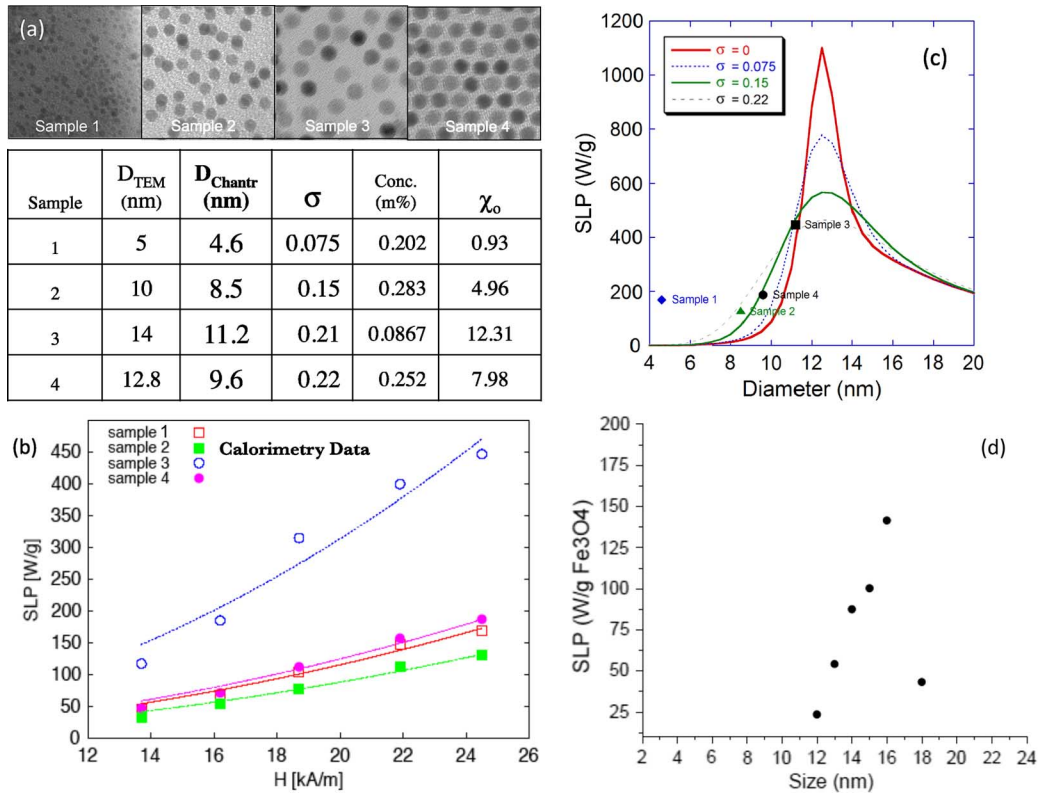 (a)
Sample 1 Sample 2 Sample 3 Sample 4
Sample D_TEM (nm) D_Chantr (nm) σ Conc. (m%) χ_o
1 5 4.6 0.075 0.202 0.93
2 10 8.5 0.15 0.283 4.96
3 14 11.2 0.21 0.0867 12.31
4 12.8 9.6 0.22 0.252 7.98
(b)
sample 1
sample 2
sample 3
sample 4
Calorimetry Data
450
400
350
300
250
200
150
100
50
0
SLP [W/g]
12 14 16 18 20 22 24 26
H [kA/m]
(c)
σ = 0
σ = 0.075
σ = 0.15
σ = 0.22
1000
800
600
400
200
0
SLP (W/g)
Sample 3
Sample 4
Sample 1
Sample 2
4 6 8 10 12 14 16 18 20
Diameter (nm)
(d)
200
175
150
125
100
75
50
25
SLP (W/g Fe3O4)
2 4 6 8 10 12 14 16 18 20 22 24
Size (nm)